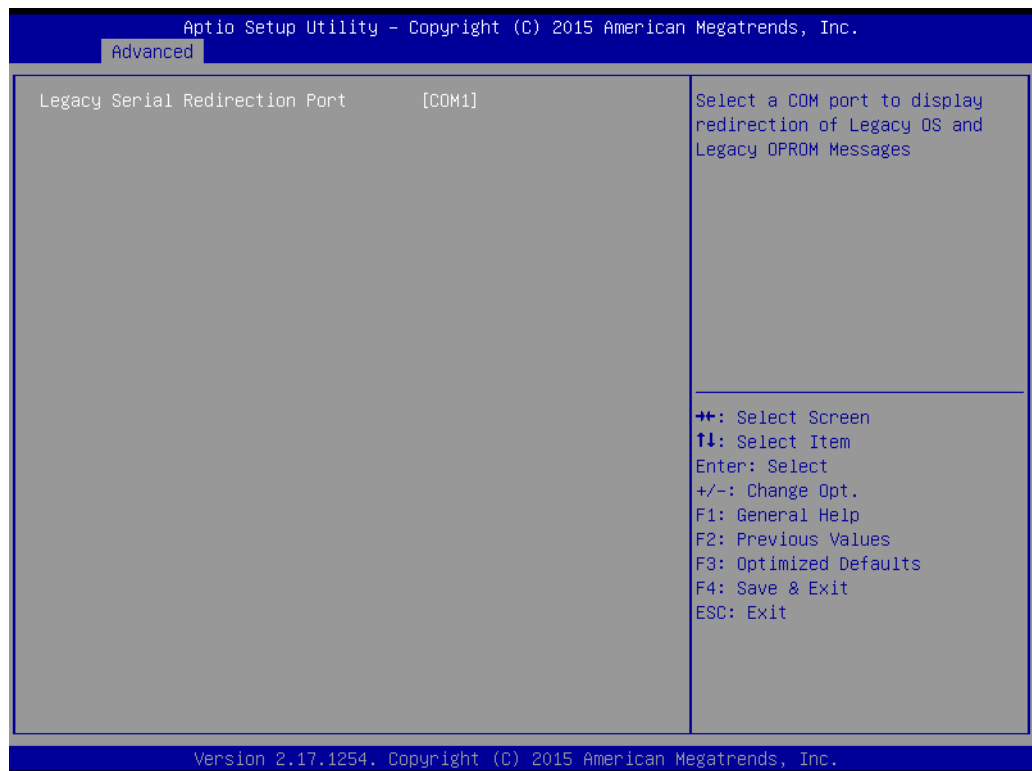 Aptio Setup Utility – Copyright (C) 2015 American Megatrends, Inc.
Advanced
Legacy Serial Redirection Port [COM1]
Select a COM port to display
redirection of Legacy OS and
Legacy OPROM Messages
→←: Select Screen
↑↓: Select Item
Enter: Select
+/-: Change Opt.
F1: General Help
F2: Previous Values
F3: Optimized Defaults
F4: Save & Exit
ESC: Exit
Version 2.17.1254. Copyright (C) 2015 American Megatrends, Inc.